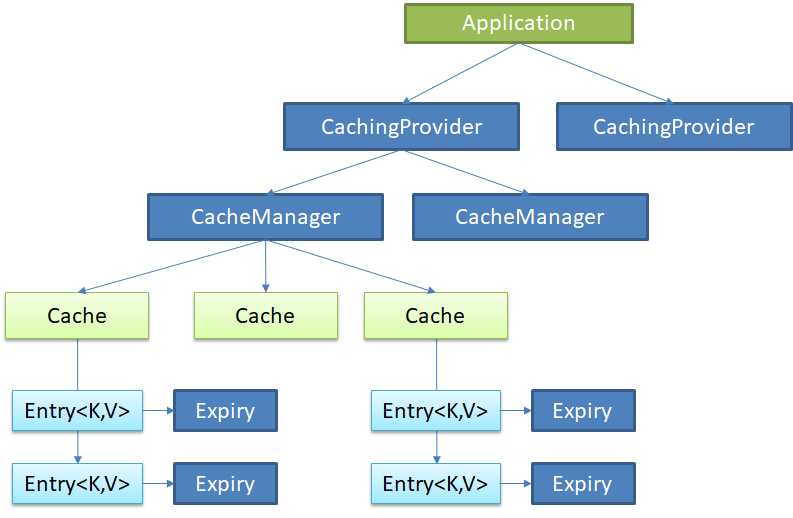 Application
CachingProvider
CachingProvider
CacheManager
CacheManager
Cache
Cache
Cache
Entry<K,V>
Expiry
Entry<K,V>
Expiry
Entry<K,V>
Expiry
Entry<K,V>
Expiry